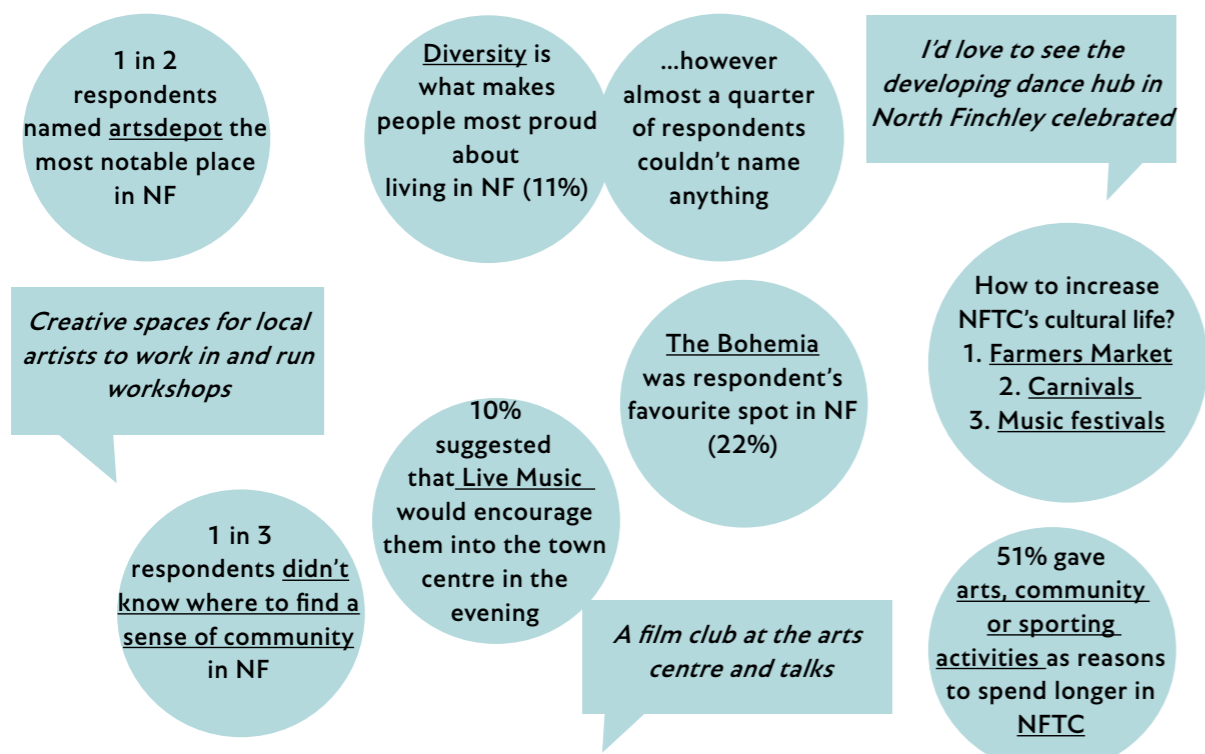 1 in 2
respondents
named artsdepot the
most notable place
in NF
Diversity is
what makes
people most proud
about
living in NF (11%)
...however
almost a quarter
of respondents
couldn't name
anything
I'd love to see the
developing dance hub in
North Finchley celebrated
Creative spaces for local
artists to work in and run
workshops
The Bohemia
was respondent's
favourite spot in NF
(22%)
How to increase
NFTC's cultural life?
1. Farmers Market
2. Carnivals
3. Music festivals
10%
suggested
that Live Music
would encourage
them into the town
centre in the
evening
1 in 3
respondents didn't
know where to find a
sense of community
in NF
A film club at the arts
centre and talks
51% gave
arts, community
or sporting
activities as reasons
to spend longer in
NFTC